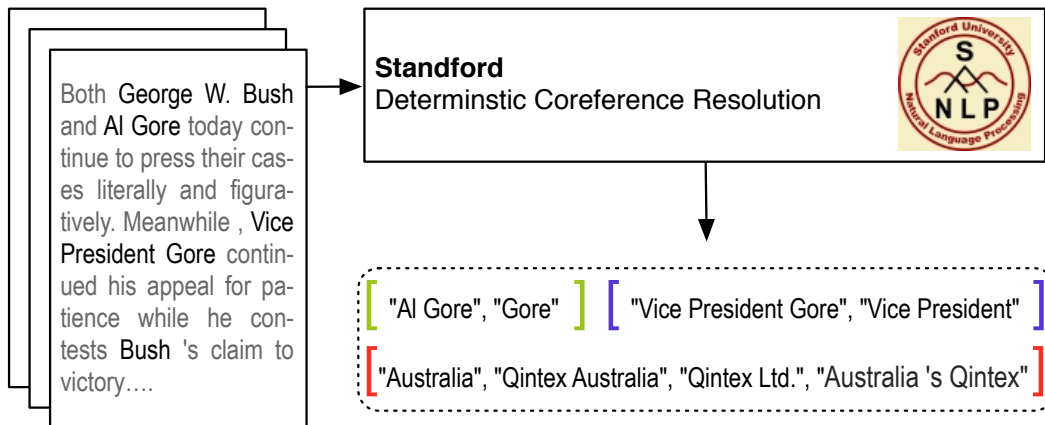 Both George W. Bush
and Al Gore today con-
tinue to press their cas-
es literally and figura-
tively. Meanwhile , Vice
President Gore contin-
ued his appeal for pa-
tience while he con-
tests Bush 's claim to
victory….
Standford
Determinstic Coreference Resolution
Stanford University
S
NLP
Natural Language Processing
[ "Al Gore", "Gore" ] [ "Vice President Gore", "Vice President" ]
["Australia", "Qintex Australia", "Qintex Ltd.", "Australia 's Qintex"]